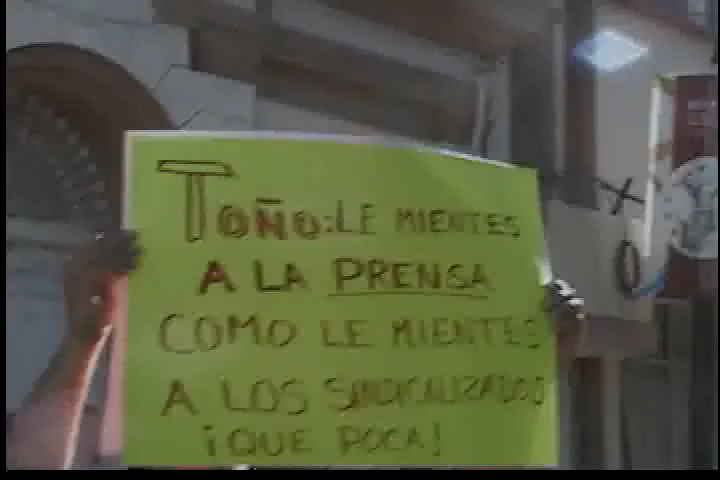 TOÑO: LE MIENTES
A LA PRENSA
COMO LE MIENTES
A LOS SINDICALIZADOS
¡QUE POCA!